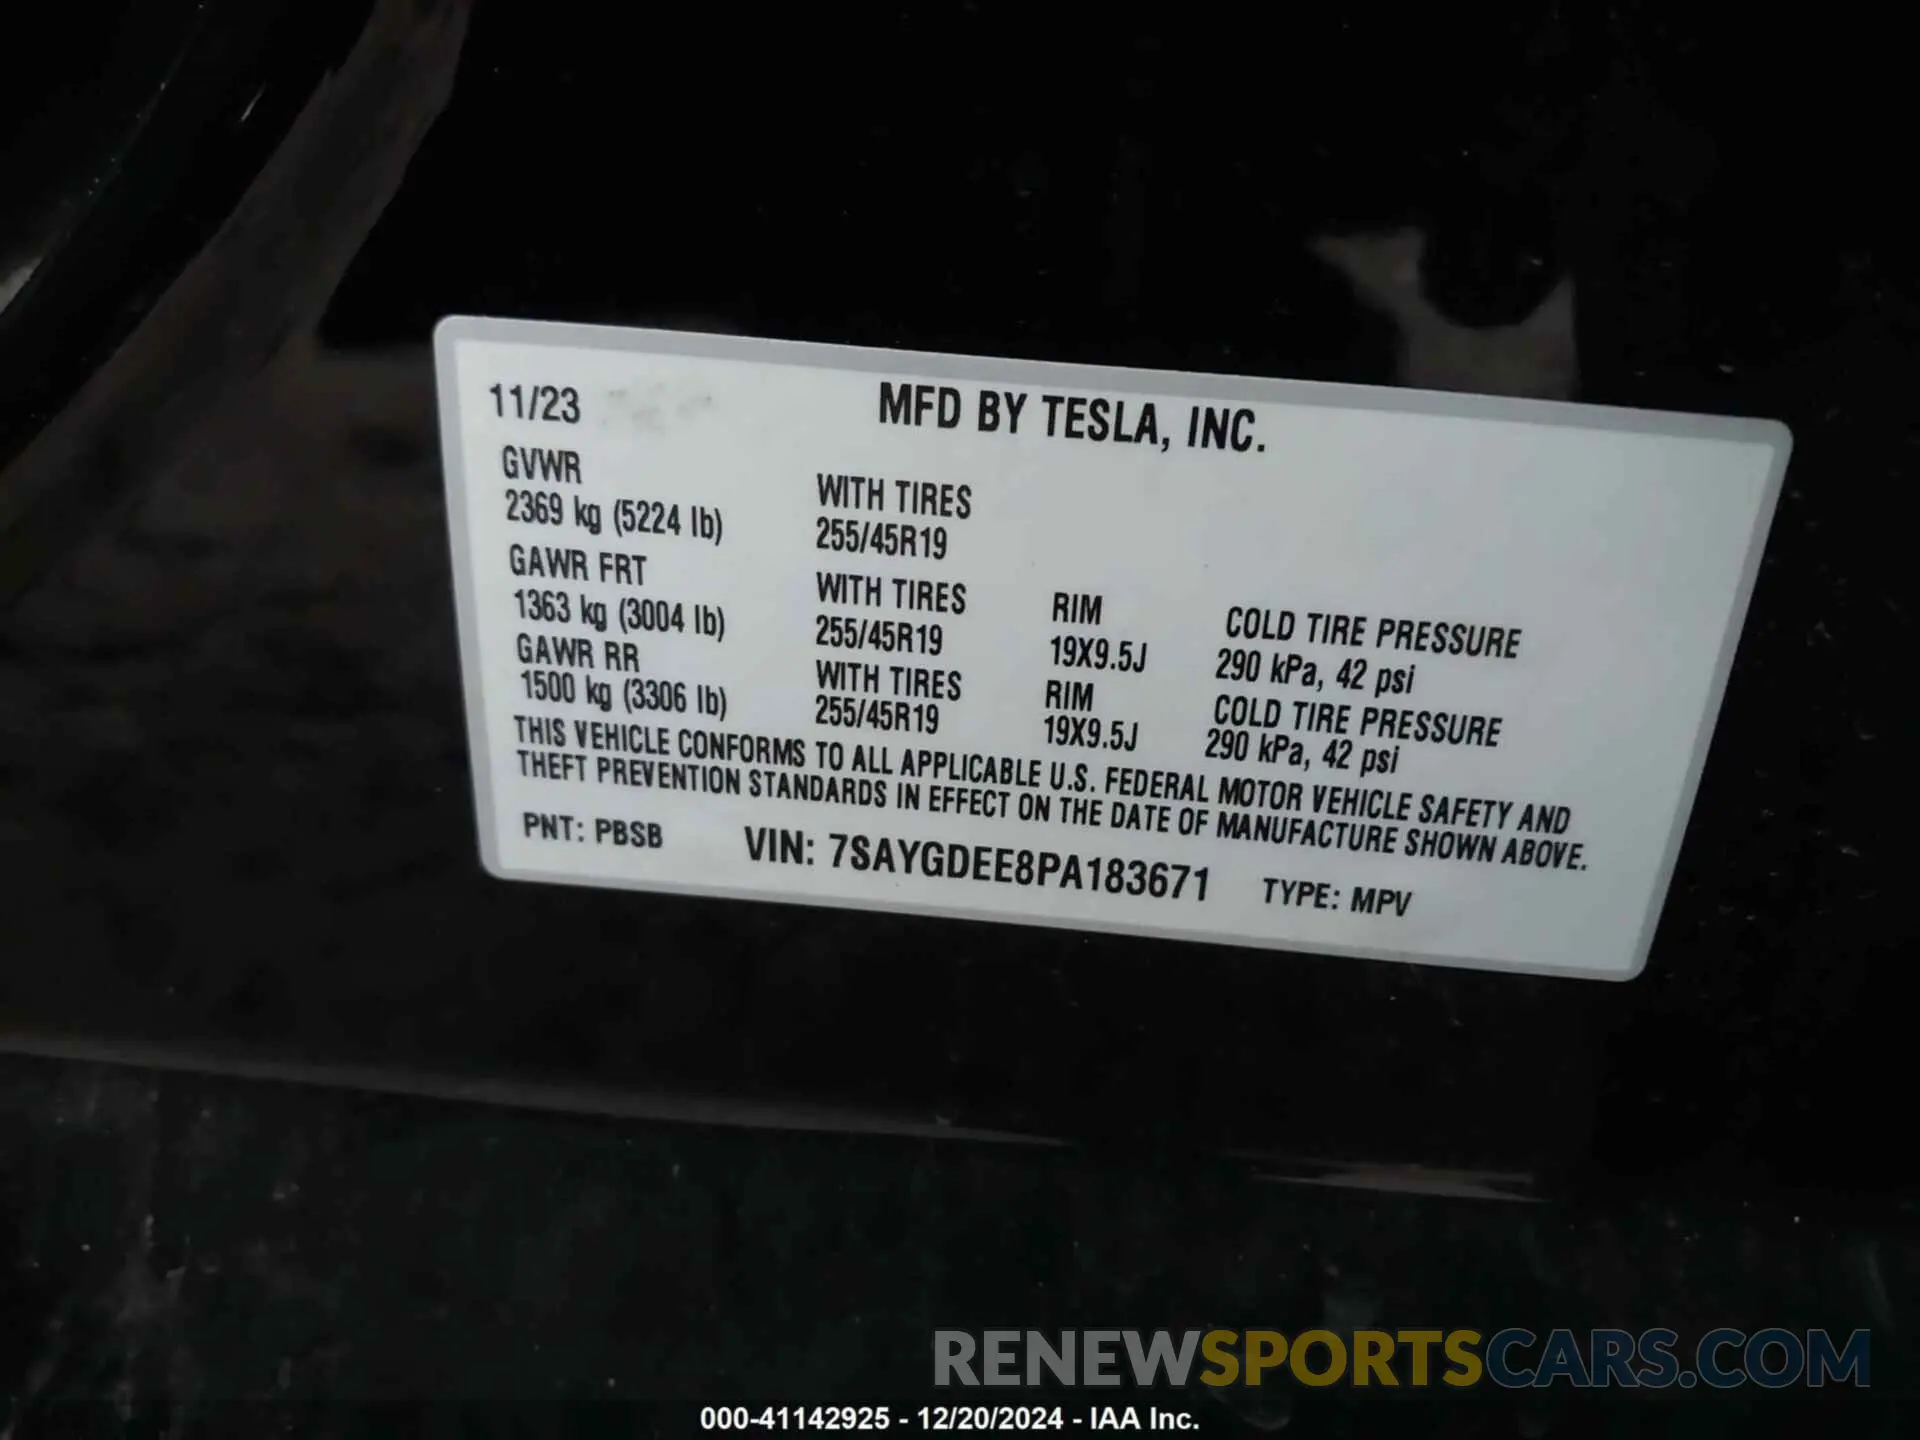 11/23 MFD BY TESLA, INC.
GVWR
2369 kg (5224 lb) WITH TIRES 255/45R19
GAWR FRT
1363 kg (3004 lb) WITH TIRES 255/45R19 RIM 19X9.5J COLD TIRE PRESSURE 290 kPa, 42 psi
GAWR RR
1500 kg (3306 lb) WITH TIRES 255/45R19 RIM 19X9.5J COLD TIRE PRESSURE 290 kPa, 42 psi
THIS VEHICLE CONFORMS TO ALL APPLICABLE U.S. FEDERAL MOTOR VEHICLE SAFETY AND
THEFT PREVENTION STANDARDS IN EFFECT ON THE DATE OF MANUFACTURE SHOWN ABOVE.
PNT: PBSB VIN: 7SAYGDEE8PA183671 TYPE: MPV
RENEWSPORTSCARS.COM
000-41142925 - 12/20/2024 - IAA Inc.